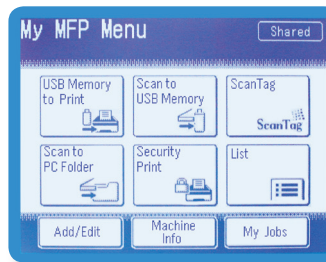 My MFP Menu
Shared
USB Memory
to Print
Scan to
USB Memory
ScanTag
ScanTag
Scan to
PC Folder
Security
Print
List
Add/Edit
Machine
Info
My Jobs